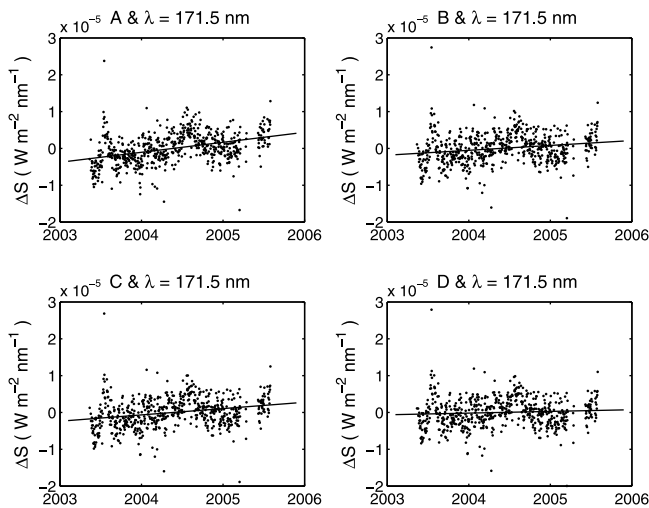 x 10⁻⁵ A & λ = 171.5 nm
3
2
1
0
−1
−2
2003 2004 2005 2006
ΔS ( W m⁻² nm⁻¹ )
x 10⁻⁵ B & λ = 171.5 nm
3
2
1
0
−1
−2
2003 2004 2005 2006
ΔS ( W m⁻² nm⁻¹ )
x 10⁻⁵ C & λ = 171.5 nm
3
2
1
0
−1
−2
2003 2004 2005 2006
ΔS ( W m⁻² nm⁻¹ )
x 10⁻⁵ D & λ = 171.5 nm
3
2
1
0
−1
−2
2003 2004 2005 2006
ΔS ( W m⁻² nm⁻¹ )